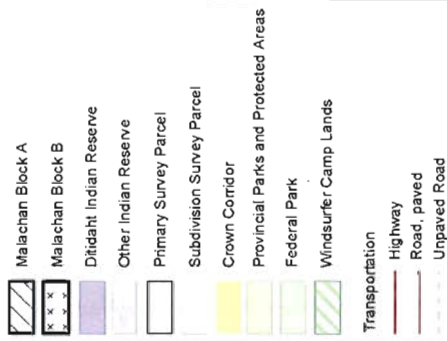 Malachan Block A
Malachan Block B
Ditidaht Indian Reserve
Other Indian Reserve
Primary Survey Parcel
Subdivision Survey Parcel
Crown Corridor
Provincial Parks and Protected Areas
Federal Park
Windsurfer Camp Lands
Transportation
Highway
Road, paved
Unpaved Road